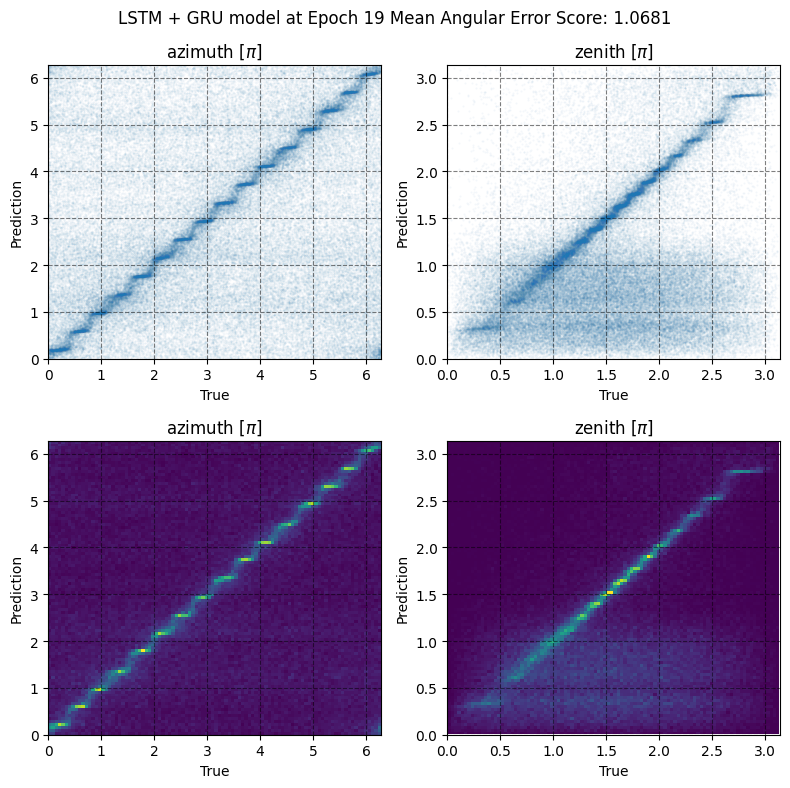 LSTM + GRU model at Epoch 19 Mean Angular Error Score: 1.0681
azimuth [π]
zenith [π]
6
5
4
3
2
1
0
Prediction
0 1 2 3 4 5 6
True
3.0
2.5
2.0
1.5
1.0
0.5
0.0
Prediction
0.0 0.5 1.0 1.5 2.0 2.5 3.0
True
azimuth [π]
zenith [π]
6
5
4
3
2
1
0
Prediction
0 1 2 3 4 5 6
True
3.0
2.5
2.0
1.5
1.0
0.5
0.0
Prediction
0.0 0.5 1.0 1.5 2.0 2.5 3.0
True